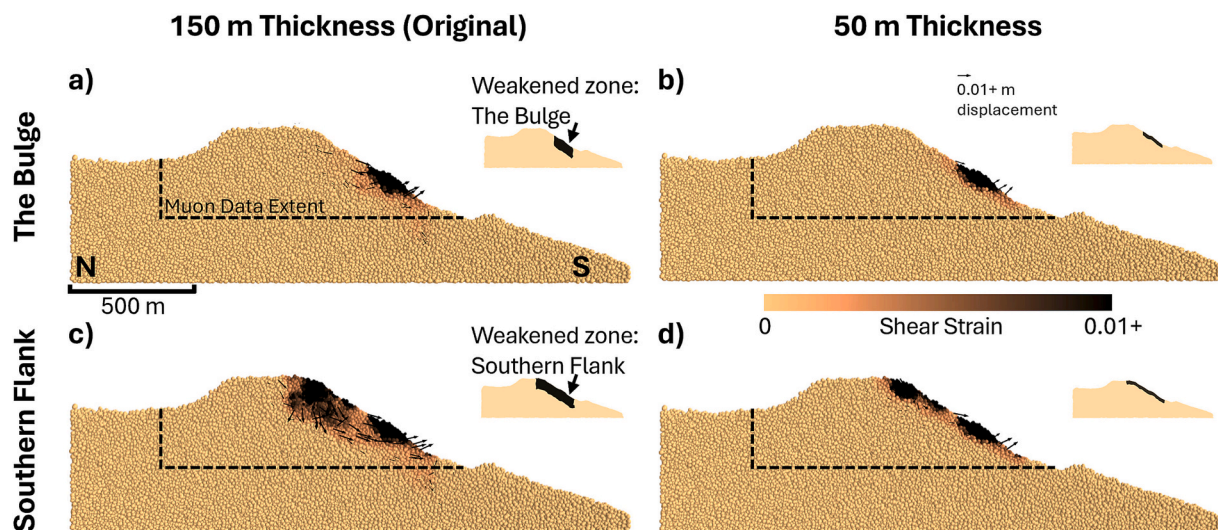 150 m Thickness (Original)
50 m Thickness
The Bulge
a)
Weakened zone:
The Bulge
Muon Data Extent
N
S
500 m
b)
0.01+ m
displacement
0
Shear Strain
0.01+
Southern Flank
c)
Weakened zone:
Southern Flank
d)